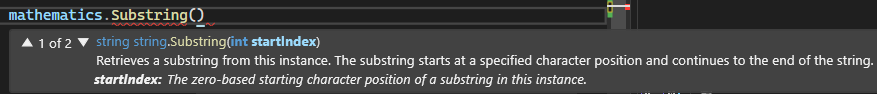 mathematics.Substring()
▲ 1 of 2 ▼ string string.Substring(int startIndex)
Retrieves a substring from this instance. The substring starts at a specified character position and continues to the end of the string.
startIndex: The zero-based starting character position of a substring in this instance.